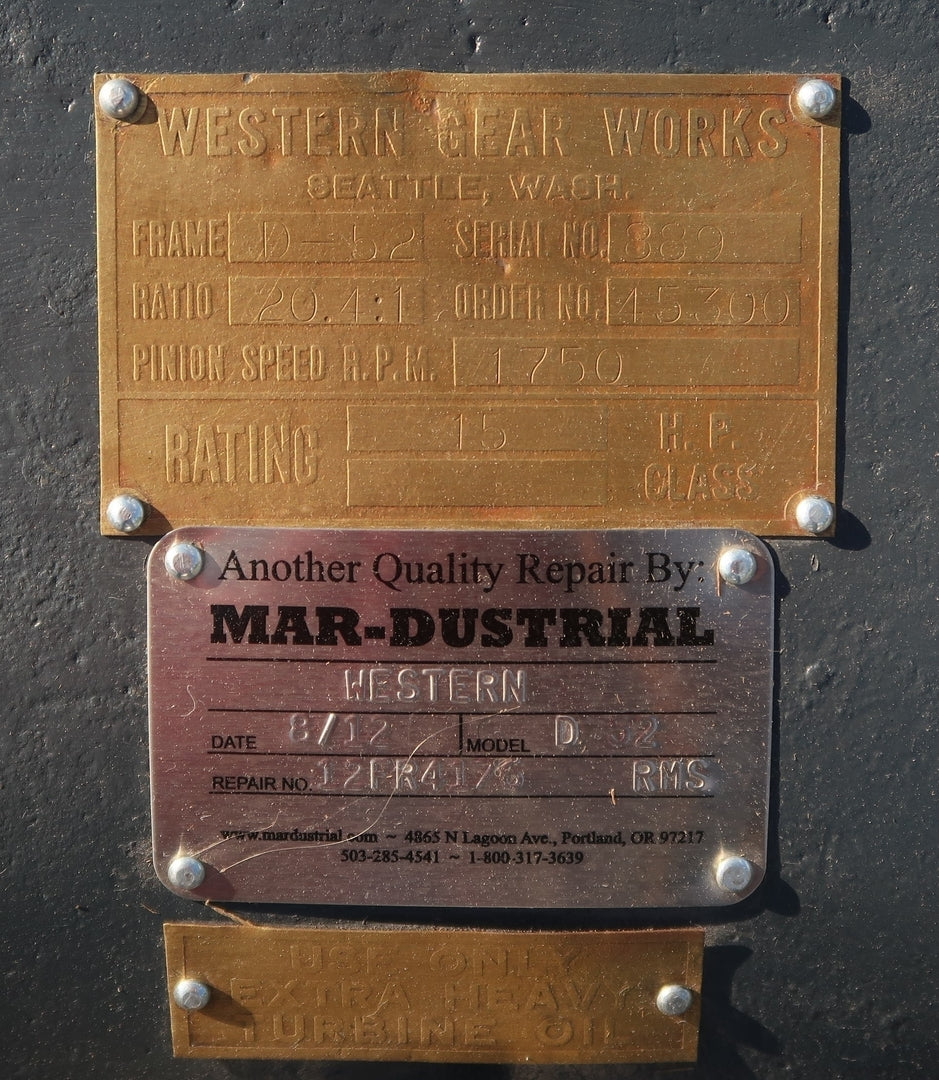 WESTERN GEAR WORKS
SEATTLE, WASH.
FRAME D-52 SERIAL NO. 889
RATIO 20.4:1 ORDER NO. 45300
PINION SPEED R.P.M. 1750
RATING 15 H.P.
CLASS
Another Quality Repair By:
MAR-DUSTRIAL
WESTERN
DATE 8/12 MODEL D 52
REPAIR NO. RMS
www.mardustrial.com ~ 4865 N Lagoon Ave., Portland, OR 97217
503-285-4541 ~ 1-800-317-3639
USE ONLY
EXTRA HEAVY
TURBINE OIL